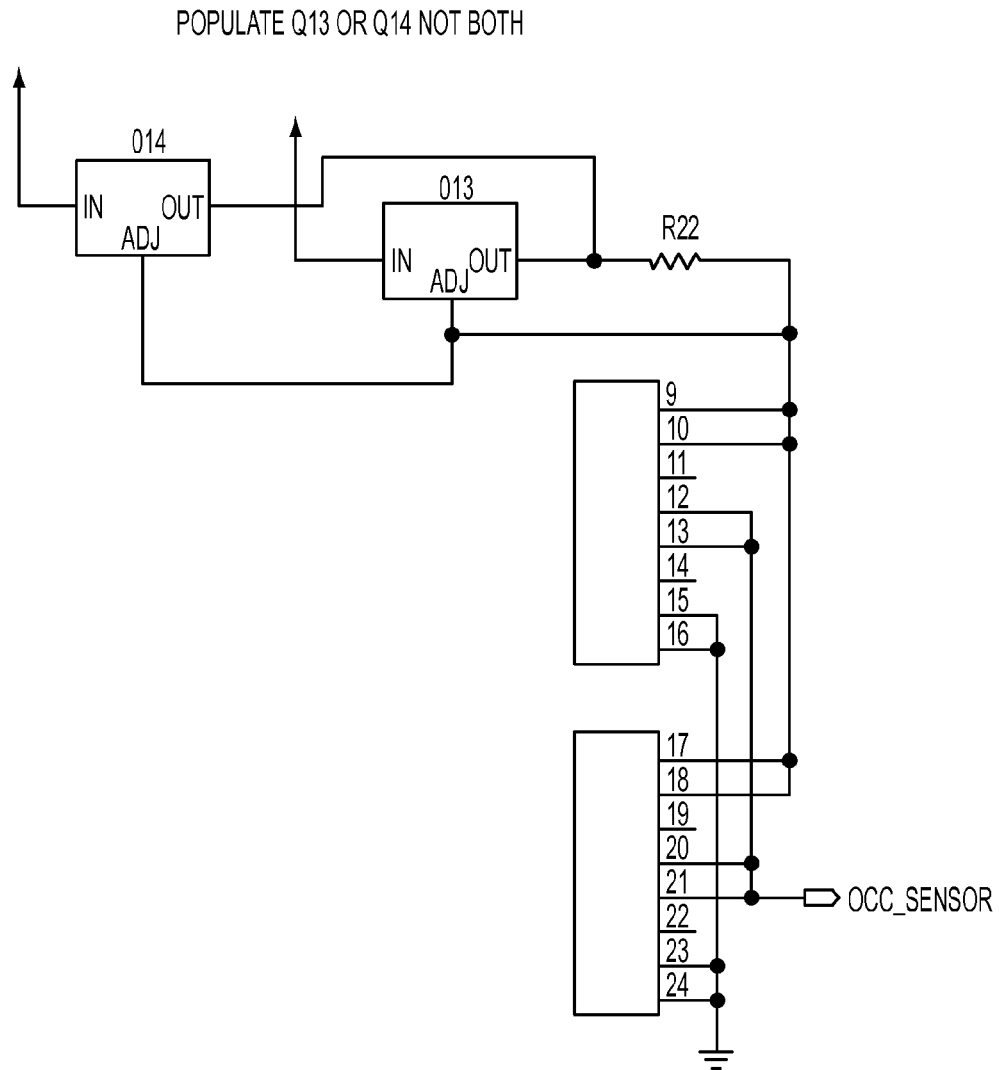 POPULATE Q13 OR Q14 NOT BOTH
014
IN
OUT
ADJ
013
IN
OUT
ADJ
R22
9
10
11
12
13
14
15
16
17
18
19
20
21
OCC_SENSOR
22
23
24